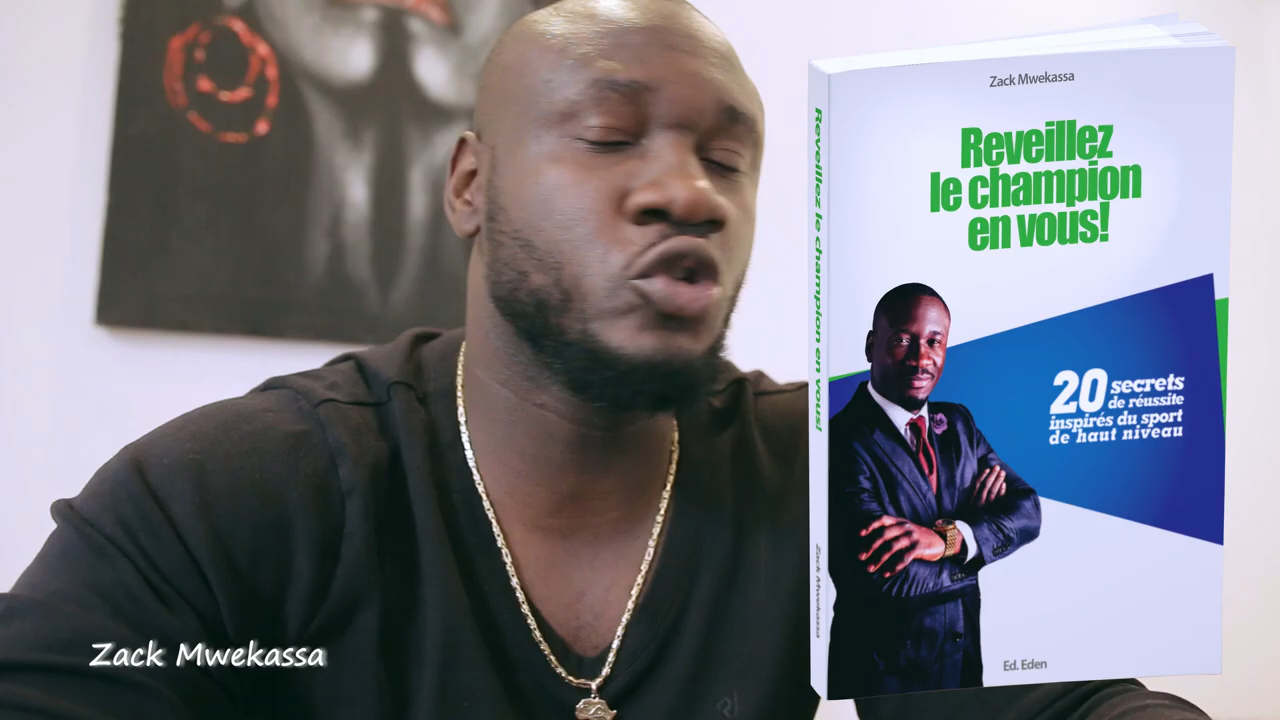 Zack Mwekassa
Reveillez
le champion
en vous!
20 secrets
de réussite
inspirés du sport
de haut niveau
Ed. Eden
Reveillez le champion en vous!
Zack Mwekassa
Zack Mwekassa